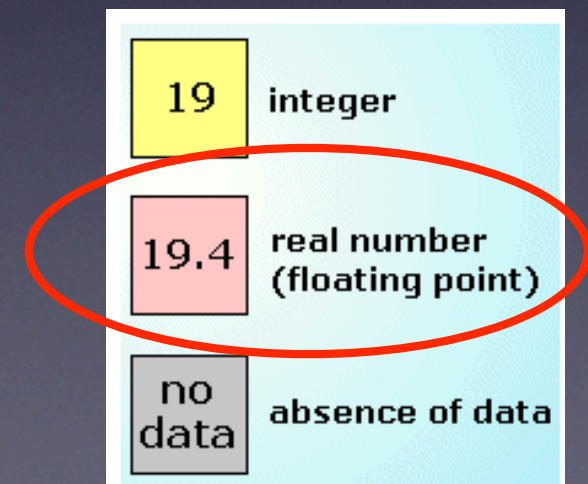 19 integer
19.4 real number
(floating point)
no
data absence of data